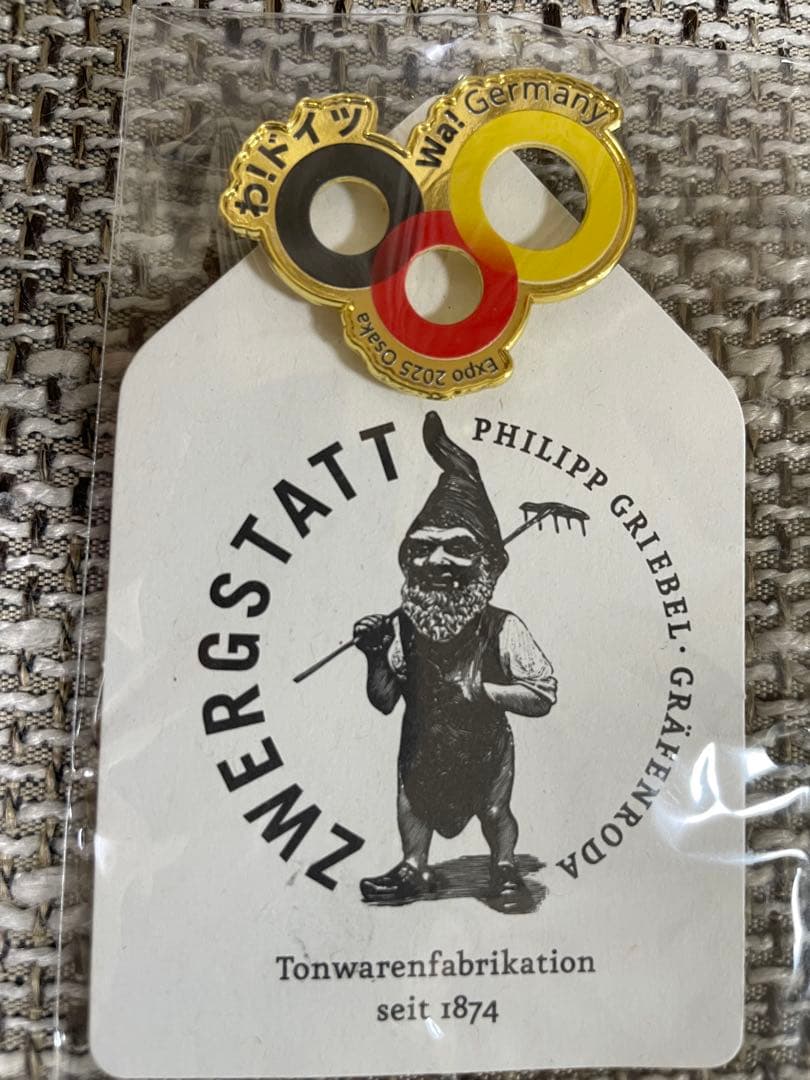 わ!ドイツ
Wa! Germany
Expo 2025 Osaka
ZWERGSTATT
PHILIPP GRIEBEL · GRÄFENRODA
Tonwarenfabrikation
seit 1874